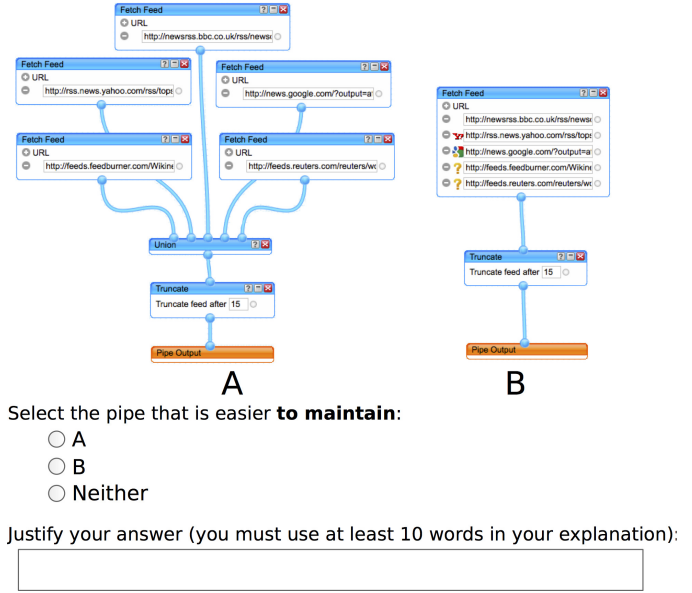 Fetch Feed
URL
http://newsrss.bbc.co.uk/rss/newso
Fetch Feed
URL
http://rss.news.yahoo.com/rss/tops
Fetch Feed
URL
http://news.google.com/?output=a
Fetch Feed
URL
http://feeds.feedburner.com/Wikine
Fetch Feed
URL
http://feeds.reuters.com/reuters/wo
Union
Truncate
Truncate feed after 15
Pipe Output
A
Fetch Feed
URL
http://newsrss.bbc.co.uk/rss/newso
http://rss.news.yahoo.com/rss/tops
http://news.google.com/?output=a
http://feeds.feedburner.com/Wikine
http://feeds.reuters.com/reuters/wo
Truncate
Truncate feed after 15
Pipe Output
B
Select the pipe that is easier to maintain:
A
B
Neither
Justify your answer (you must use at least 10 words in your explanation):